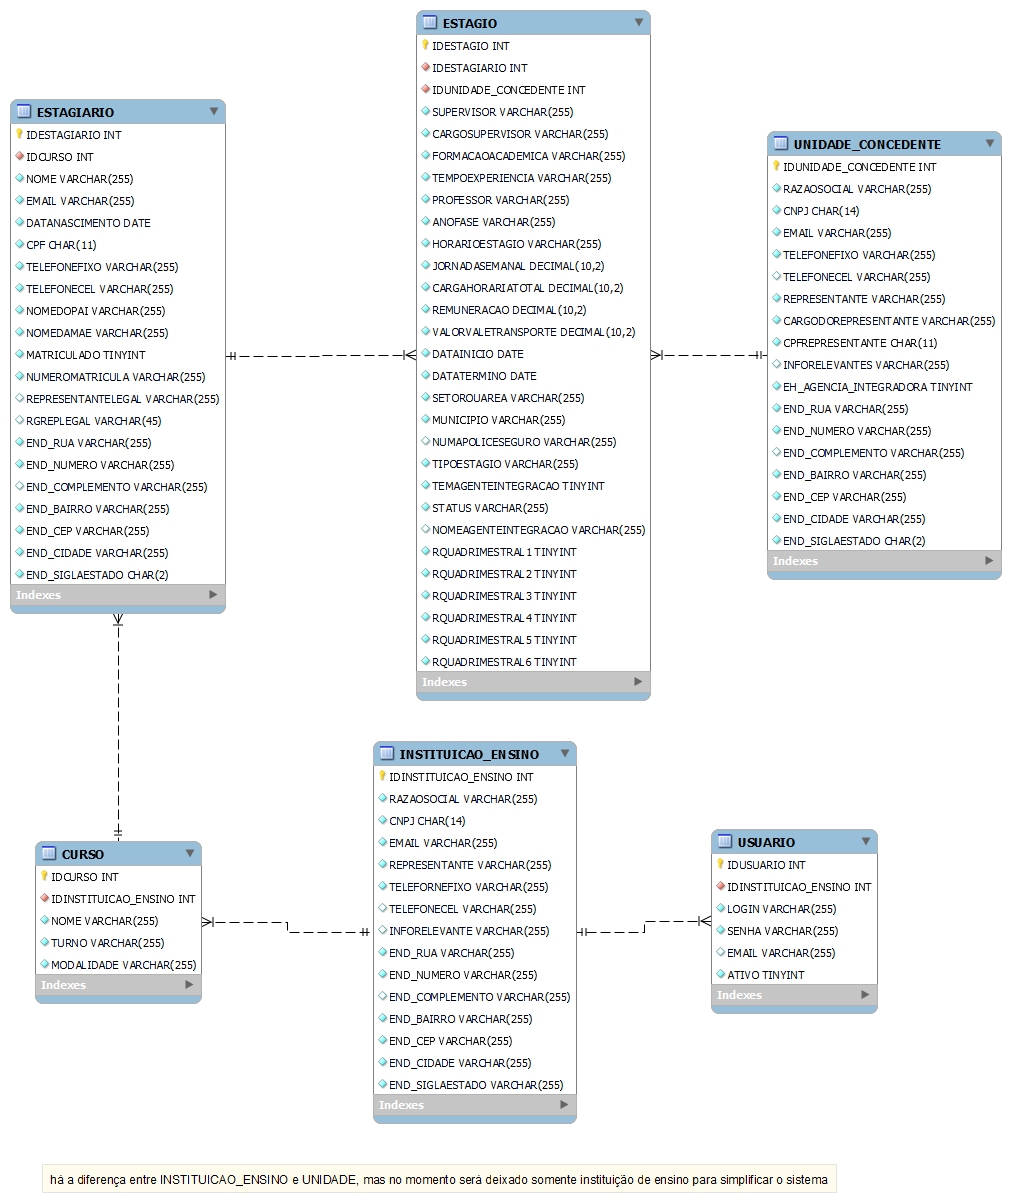 ESTAGIO
IDESTAGIO INT
IDESTAGIARIO INT
IDUNIDADE_CONCEDENTE INT
SUPERVISOR VARCHAR(255)
CARGOSUPERVISOR VARCHAR(255)
FORMACAOACADEMICA VARCHAR(255)
TEMPOEXPERIENCIA VARCHAR(255)
PROFESSOR VARCHAR(255)
ANOFASE VARCHAR(255)
HORARIOESTAGIO VARCHAR(255)
JORNADASEMANAL DECIMAL(10,2)
CARGAHORARIATOTAL DECIMAL(10,2)
REMUNERACAO DECIMAL(10,2)
VALORVALETRANSPORTE DECIMAL(10,2)
DATAINICIO DATE
DATATERMINO DATE
SETOROUAREA VARCHAR(255)
MUNICIPIO VARCHAR(255)
NUMAPOLICESEGURO VARCHAR(255)
TIPOESTAGIO VARCHAR(255)
TEMAGENTEINTEGRACAO TINYINT
STATUS VARCHAR(255)
NOMEAGENTEINTEGRACAO VARCHAR(255)
RQUADRIMESTRAL1 TINYINT
RQUADRIMESTRAL2 TINYINT
RQUADRIMESTRAL3 TINYINT
RQUADRIMESTRAL4 TINYINT
RQUADRIMESTRAL5 TINYINT
RQUADRIMESTRAL6 TINYINT
Indexes
ESTAGIARIO
IDESTAGIARIO INT
IDCURSO INT
NOME VARCHAR(255)
EMAIL VARCHAR(255)
DATANASCIMENTO DATE
CPF CHAR(11)
TELEFONEFIXO VARCHAR(255)
TELEFONECEL VARCHAR(255)
NOMEDOPAI VARCHAR(255)
NOMEDAMAE VARCHAR(255)
MATRICULADO TINYINT
NUMEROMATRICULA VARCHAR(255)
REPRESENTANTELEGAL VARCHAR(255)
RGREPLEGAL VARCHAR(45)
END_RUA VARCHAR(255)
END_NUMERO VARCHAR(255)
END_COMPLEMENTO VARCHAR(255)
END_BAIRRO VARCHAR(255)
END_CEP VARCHAR(255)
END_CIDADE VARCHAR(255)
END_SIGLAESTADO CHAR(2)
Indexes
UNIDADE_CONCEDENTE
IDUNIDADE_CONCEDENTE INT
RAZAOSOCIAL VARCHAR(255)
CNPJ CHAR(14)
EMAIL VARCHAR(255)
TELEFONEFIXO VARCHAR(255)
TELEFONECEL VARCHAR(255)
REPRESENTANTE VARCHAR(255)
CARGODOREPRESENTANTE VARCHAR(255)
CPFREPRESENTANTE CHAR(11)
INFORELEVANTES VARCHAR(255)
EH_AGENCIA_INTEGRADORA TINYINT
END_RUA VARCHAR(255)
END_NUMERO VARCHAR(255)
END_COMPLEMENTO VARCHAR(255)
END_BAIRRO VARCHAR(255)
END_CEP VARCHAR(255)
END_CIDADE VARCHAR(255)
END_SIGLAESTADO CHAR(2)
Indexes
CURSO
IDCURSO INT
IDINSTITUICAO_ENSINO INT
NOME VARCHAR(255)
TURNO VARCHAR(255)
MODALIDADE VARCHAR(255)
Indexes
INSTITUICAO_ENSINO
IDINSTITUICAO_ENSINO INT
RAZAOSOCIAL VARCHAR(255)
CNPJ CHAR(14)
EMAIL VARCHAR(255)
REPRESENTANTE VARCHAR(255)
TELEFORNEFIXO VARCHAR(255)
TELEFONECEL VARCHAR(255)
INFORELEVANTE VARCHAR(255)
END_RUA VARCHAR(255)
END_NUMERO VARCHAR(255)
END_COMPLEMENTO VARCHAR(255)
END_BAIRRO VARCHAR(255)
END_CEP VARCHAR(255)
END_CIDADE VARCHAR(255)
END_SIGLAESTADO VARCHAR(255)
Indexes
USUARIO
IDUSUARIO INT
IDINSTITUICAO_ENSINO INT
LOGIN VARCHAR(255)
SENHA VARCHAR(255)
EMAIL VARCHAR(255)
ATIVO TINYINT
Indexes
há a diferença entre INSTITUICAO_ENSINO e UNIDADE, mas no momento será deixado somente instituição de ensino para simplificar o sistema